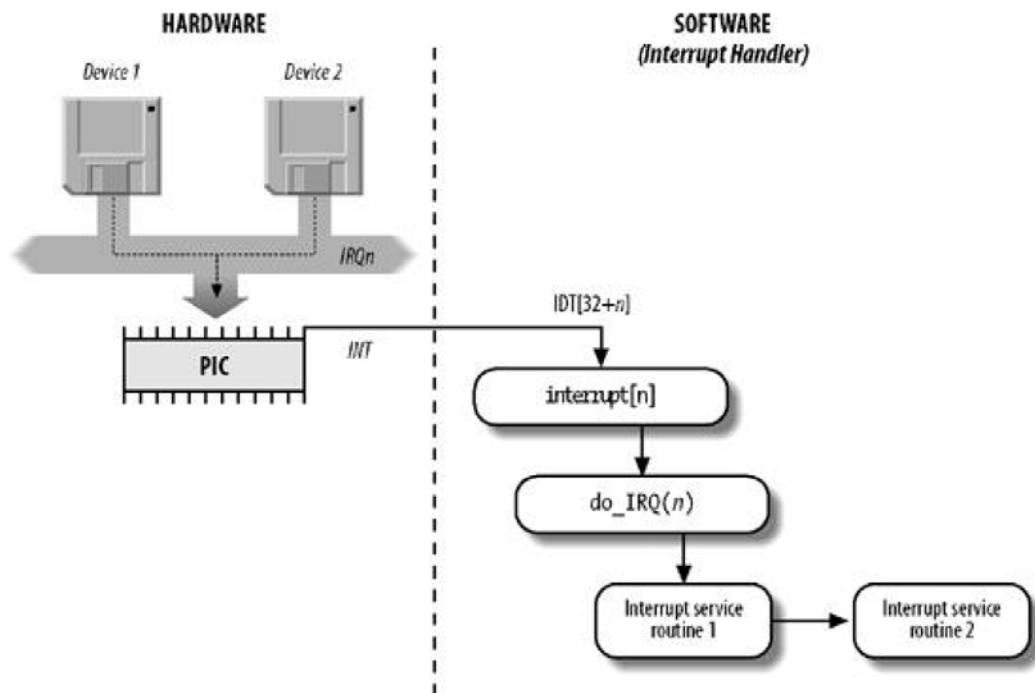 HARDWARE
SOFTWARE
(Interrupt Handler)
Device 1
Device 2
IRQn
IDT[32+n]
INT
PIC
interrupt[n]
do_IRQ(n)
Interrupt service
routine 1
Interrupt service
routine 2